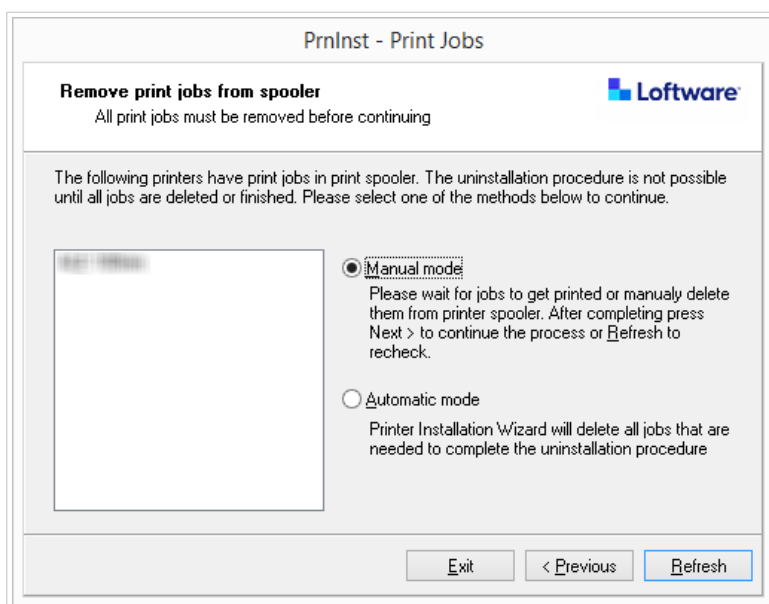 PrnInst - Print Jobs
Remove print jobs from spooler
Loftware
All print jobs must be removed before continuing
The following printers have print jobs in print spooler. The uninstallation procedure is not possible
until all jobs are deleted or finished. Please select one of the methods below to continue.
Manual mode
Please wait for jobs to get printed or manualy delete
them from printer spooler. After completing press
Next > to continue the process or Refresh to
recheck.
Automatic mode
Printer Installation Wizard will delete all jobs that are
needed to complete the uninstallation procedure
Exit
< Previous
Refresh